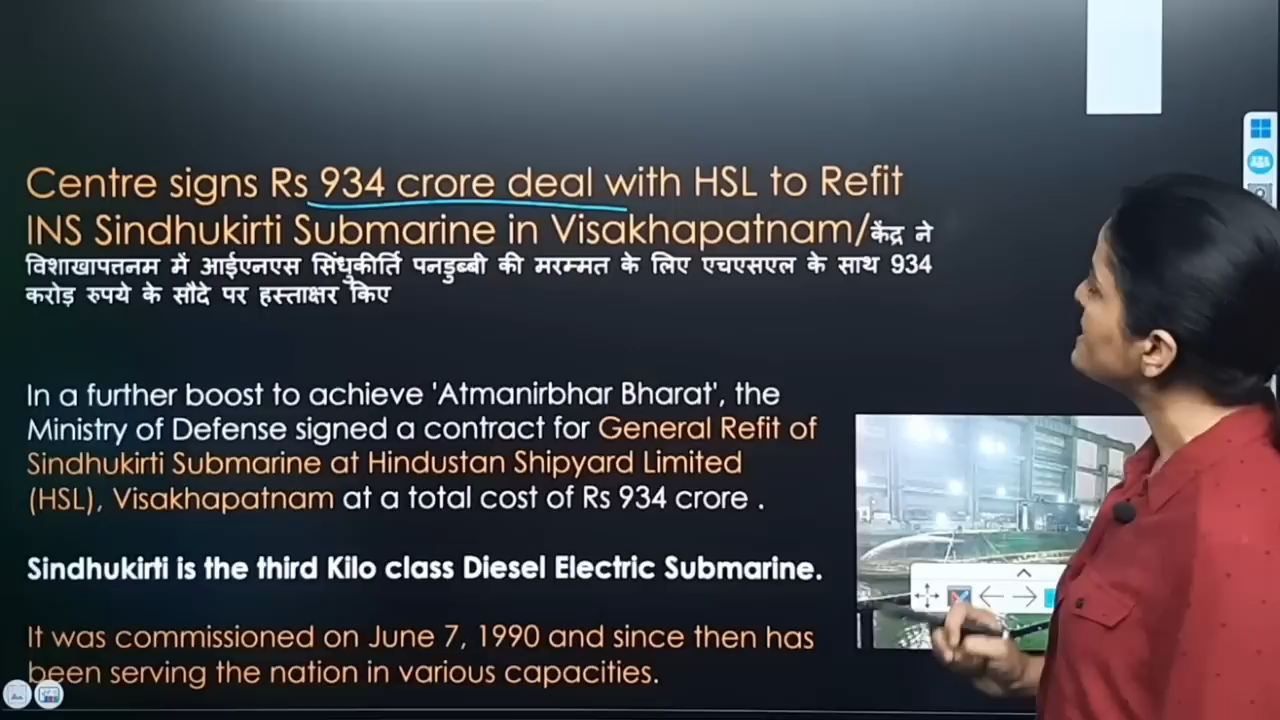 Centre signs Rs 934 crore deal with HSL to Refit
INS Sindhukirti Submarine in Visakhapatnam/केंद्र ने
विशाखापत्तनम में आईएनएस सिंधुकीर्ति पनडुब्बी की मरम्मत के लिए एचएसएल के साथ 934
करोड़ रुपये के सौदे पर हस्ताक्षर किए
In a further boost to achieve 'Atmanirbhar Bharat', the
Ministry of Defense signed a contract for General Refit of
Sindhukirti Submarine at Hindustan Shipyard Limited
(HSL), Visakhapatnam at a total cost of Rs 934 crore .
Sindhukirti is the third Kilo class Diesel Electric Submarine.
It was commissioned on June 7, 1990 and since then has
been serving the nation in various capacities.